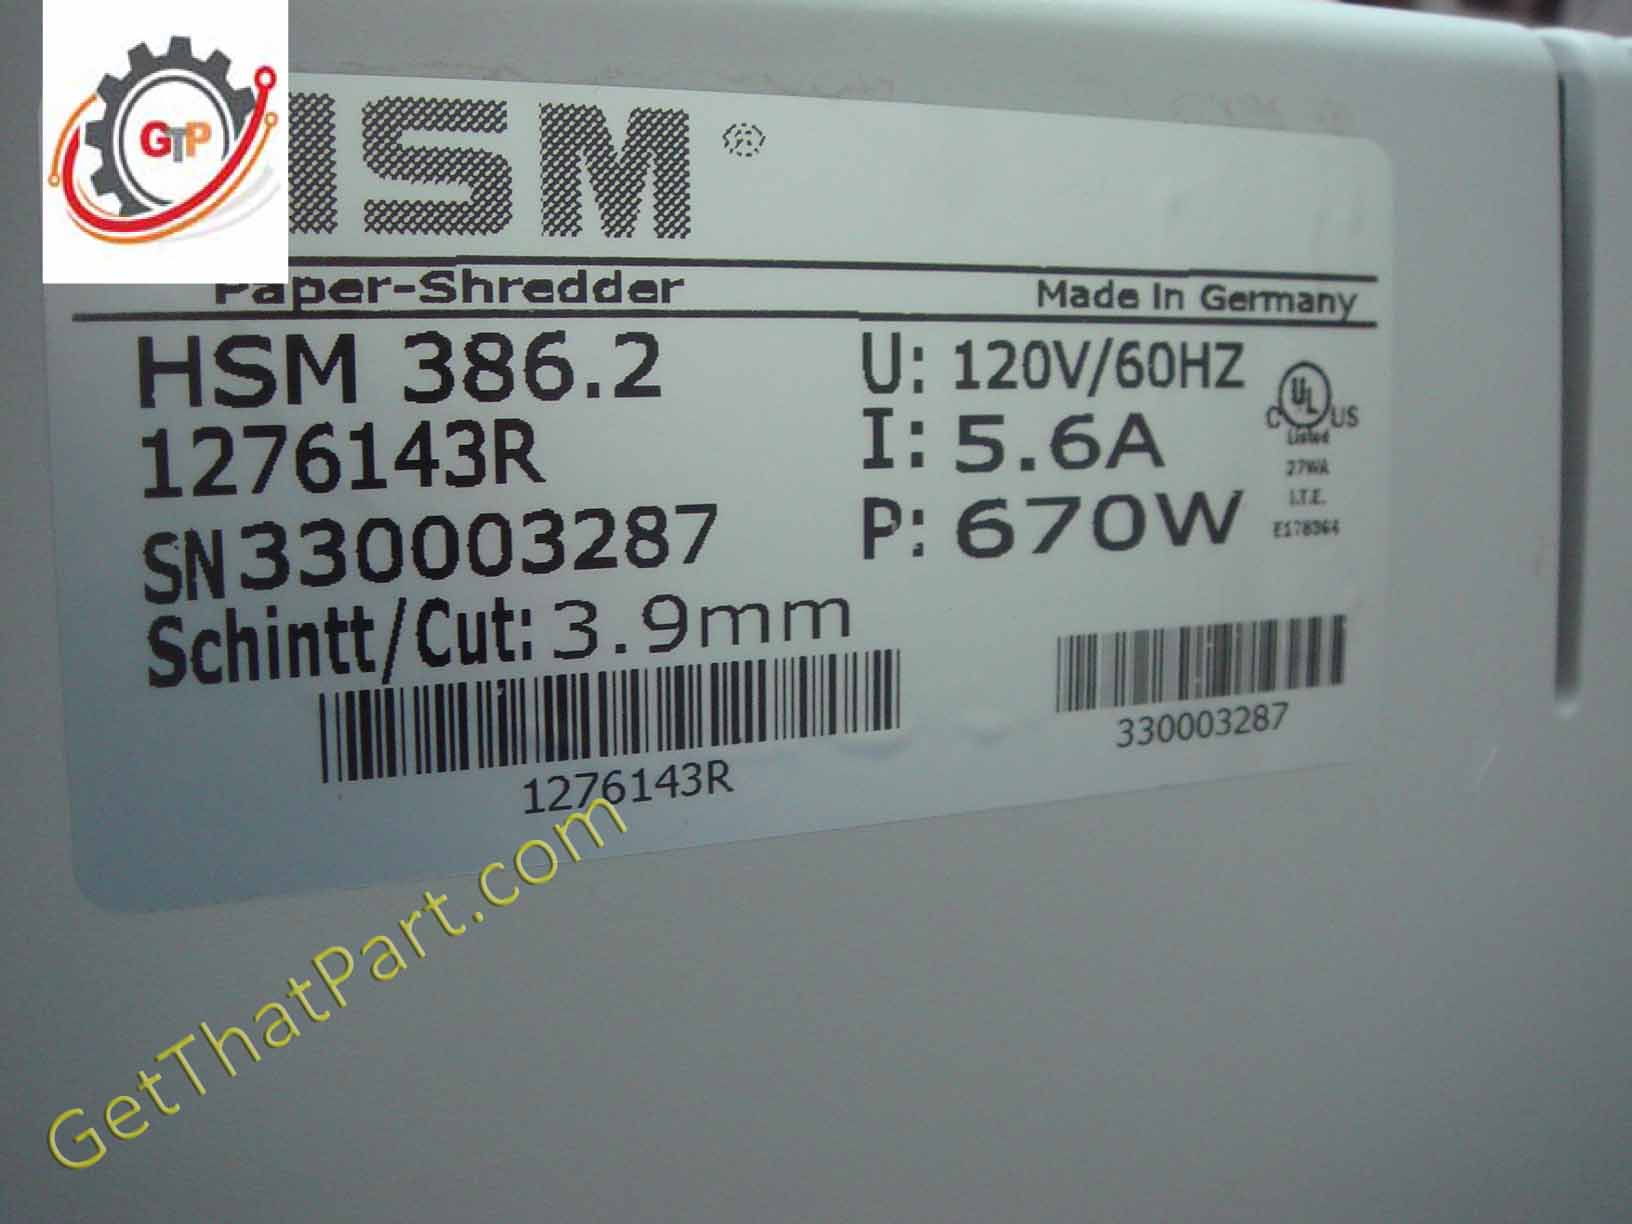 GTP
HSM®
Paper-Shredder Made In Germany
HSM 386.2 U: 120V/60HZ
1276143R I: 5.6A
SN330003287 P: 670W
Schintt/Cut: 3.9mm
C UL US
Listed
27WA
I.T.E.
E178364
1276143R
330003287
GetThatPart.com